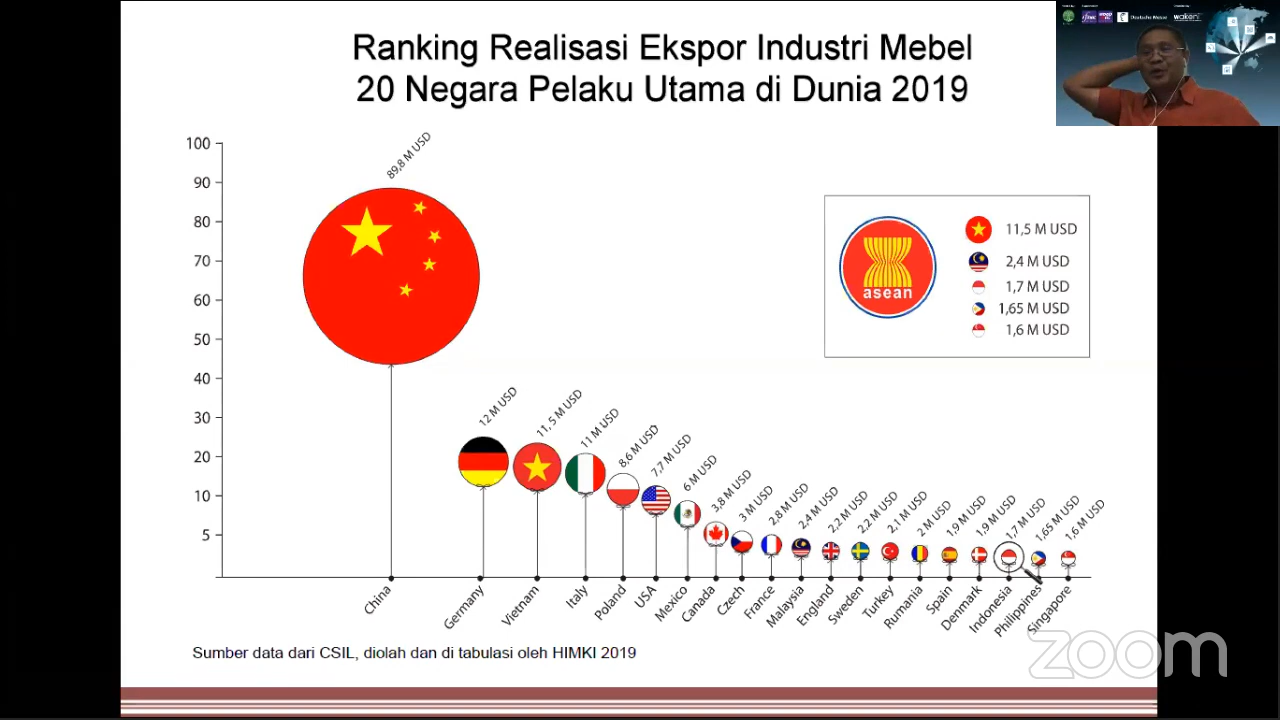 Ranking Realisasi Ekspor Industri Mebel
20 Negara Pelaku Utama di Dunia 2019
100
90
80
70
60
50
40
30
20
10
5
89,8 M USD
12 M USD
11,5 M USD
11 M USD
8,6 M USD
7,7 M USD
6 M USD
3,8 M USD
3 M USD
2,8 M USD
2,4 M USD
2,2 M USD
2,2 M USD
2,1 M USD
2 M USD
1,9 M USD
1,9 M USD
1,7 M USD
1,65 M USD
1,6 M USD
asean
11,5 M USD
2,4 M USD
1,7 M USD
1,65 M USD
1,6 M USD
China
Germany
Vietnam
Italy
Poland
USA
Mexico
Canada
Czech
France
Malaysia
England
Sweden
Turkey
Rumania
Spain
Denmark
Indonesia
Philippines
Singapore
Sumber data dari CSIL, diolah dan di tabulasi oleh HIMKI 2019
zoom